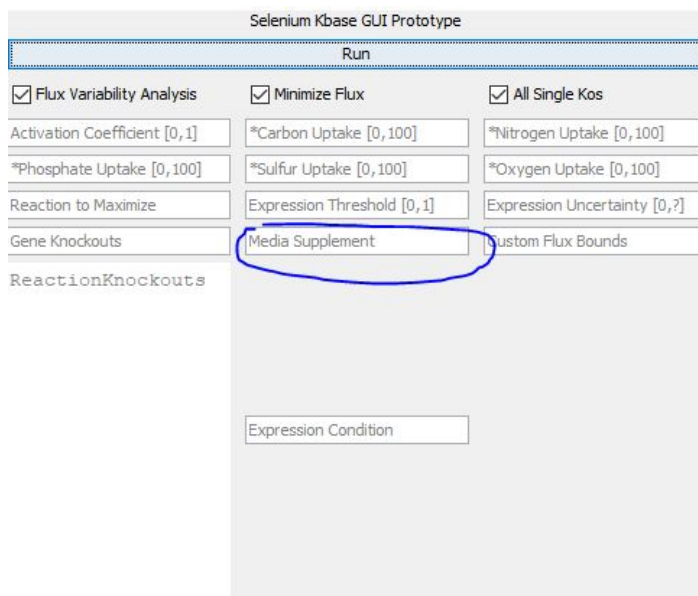 Selenium Kbase GUI Prototype
Run
Flux Variability Analysis
Minimize Flux
All Single Kos
Activation Coefficient [0,1]
*Carbon Uptake [0,100]
*Nitrogen Uptake [0,100]
*Phosphate Uptake [0,100]
*Sulfur Uptake [0,100]
*Oxygen Uptake [0,100]
Reaction to Maximize
Expression Threshold [0,1]
Expression Uncertainty [0,?]
Gene Knockouts
Media Supplement
Custom Flux Bounds
ReactionKnockouts
Expression Condition